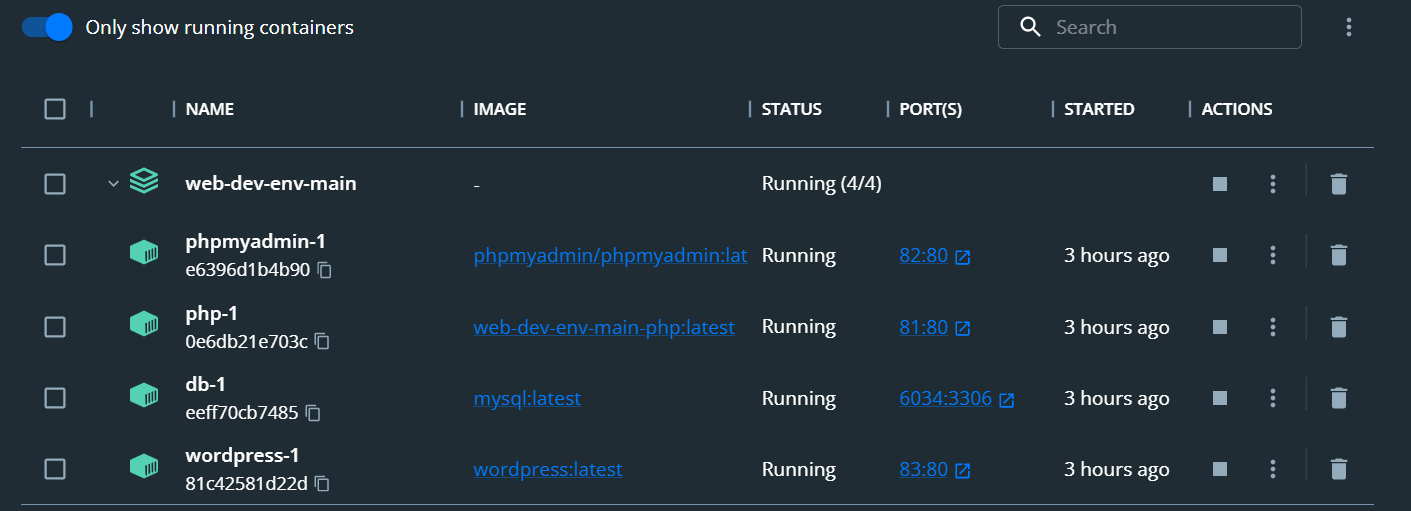 Only show running containers
Search
NAME IMAGE STATUS PORT(S) STARTED ACTIONS
web-dev-env-main - Running (4/4)
phpmyadmin-1
e6396d1b4b90 phpmyadmin/phpmyadmin:lat Running 82:80 3 hours ago
php-1
0e6db21e703c web-dev-env-main-php:latest Running 81:80 3 hours ago
db-1
eeff70cb7485 mysql:latest Running 6034:3306 3 hours ago
wordpress-1
81c42581d22d wordpress:latest Running 83:80 3 hours ago